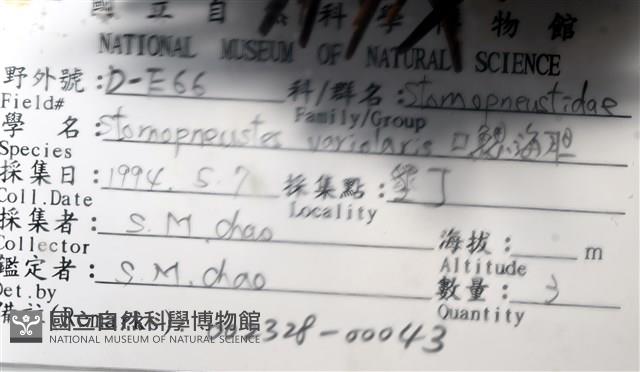 國立自然科學博物館
NATIONAL MUSEUM OF NATURAL SCIENCE
野外號:D-E66 科/群名:Stomopneustidae
Field# Family/Group
學 名:Stomopneustes variolaris 口鰓海胆
Species
採集日:1994. 5. 7 採集點:墾丁
Coll.Date Locality
採集者:S.M.chao 海拔: m
Collector Altitude
鑑定者:S.M.chao 數量: 3
Det.by Quantity
備註(Remarks)
328-00043
國立自然科學博物館
NATIONAL MUSEUM OF NATURAL SCIENCE